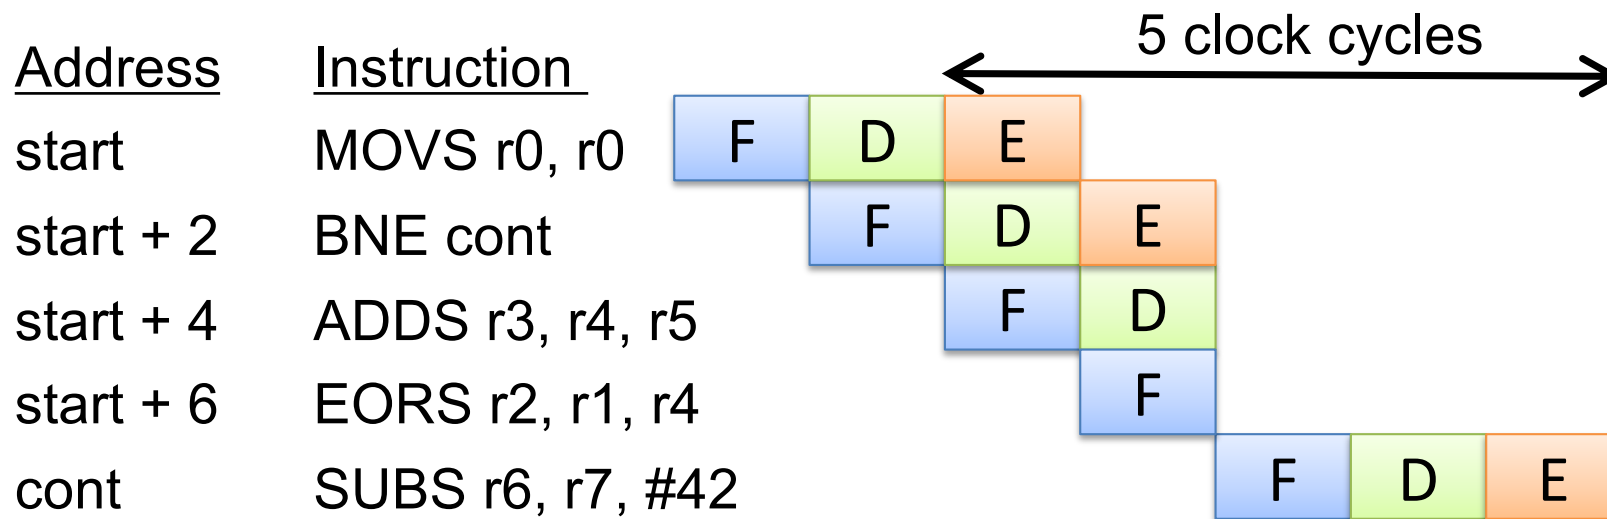 5 clock cycles
Address Instruction
start MOVS r0, r0 F D E
start + 2 BNE cont F D E
start + 4 ADDS r3, r4, r5 F D
start + 6 EORS r2, r1, r4 F
cont SUBS r6, r7, #42 F D E